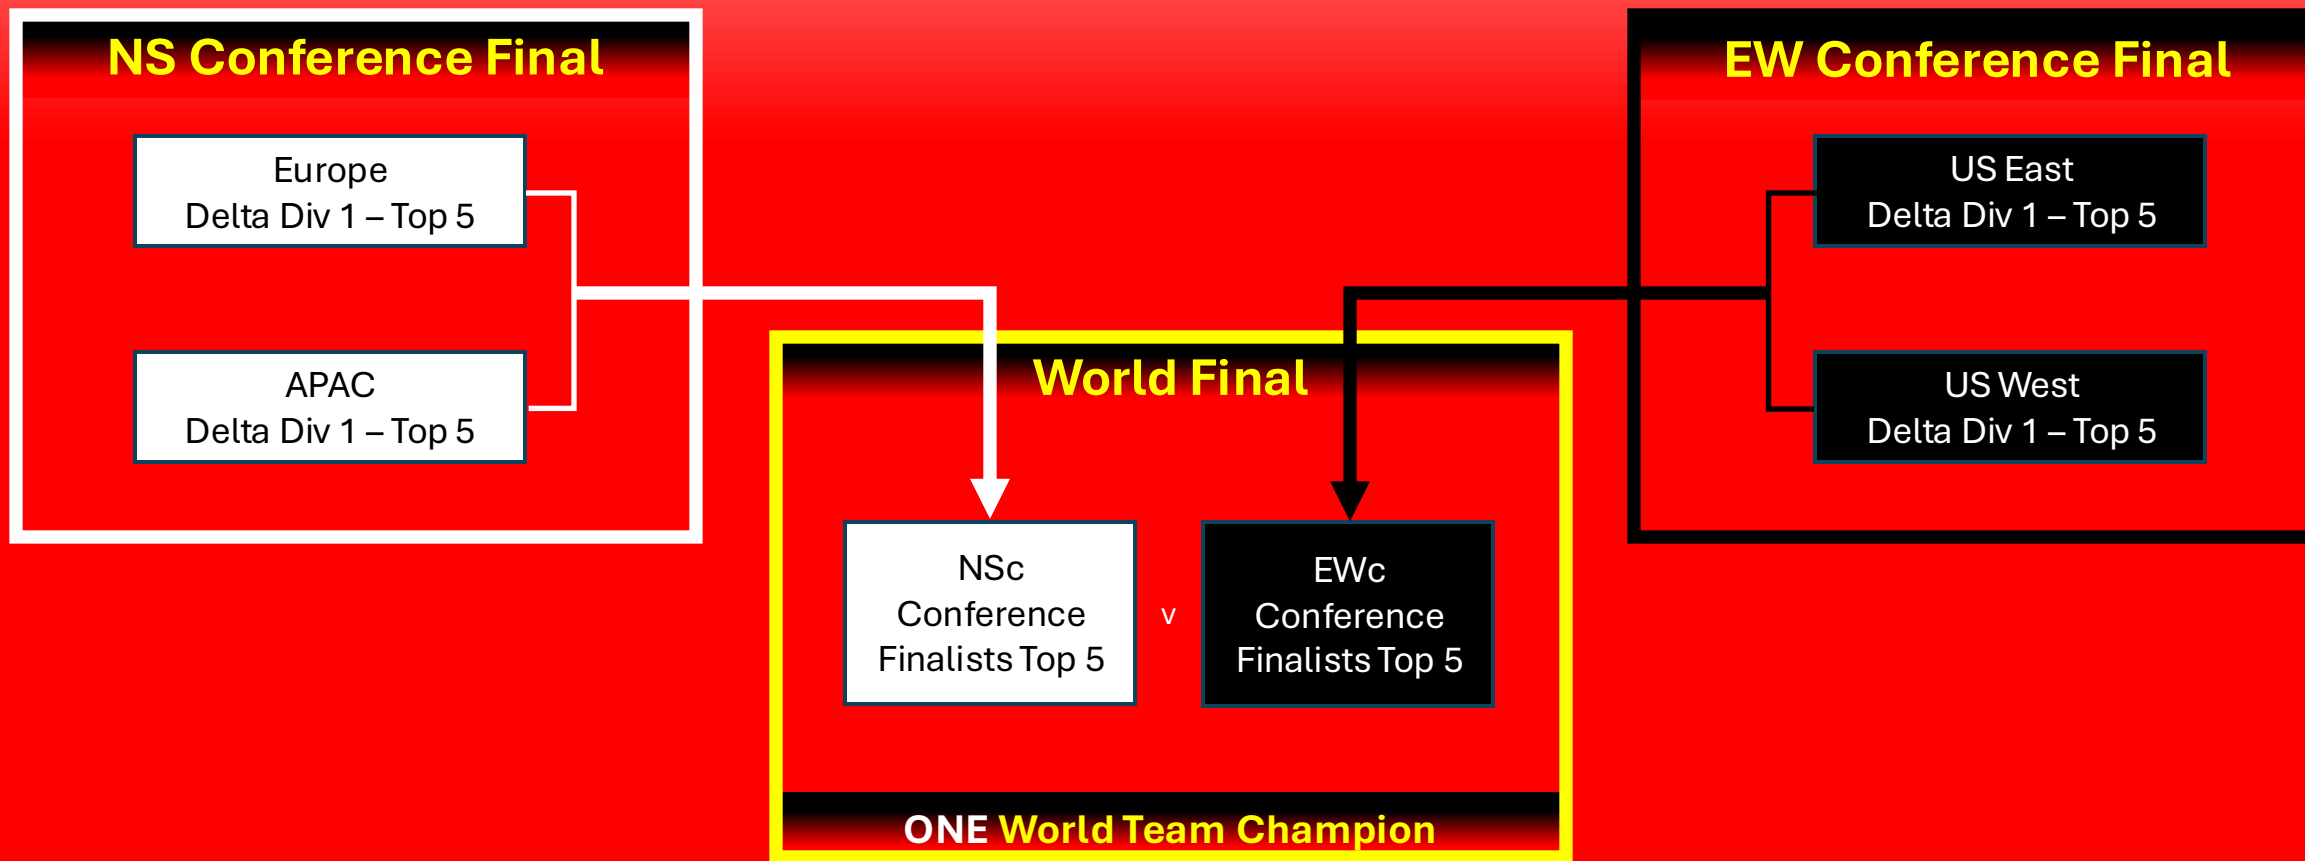 NS Conference Final
Europe
Delta Div 1 – Top 5
APAC
Delta Div 1 – Top 5
EW Conference Final
US East
Delta Div 1 – Top 5
US West
Delta Div 1 – Top 5
World Final
NSc
Conference
Finalists Top 5
v
EWc
Conference
Finalists Top 5
ONE World Team Champion